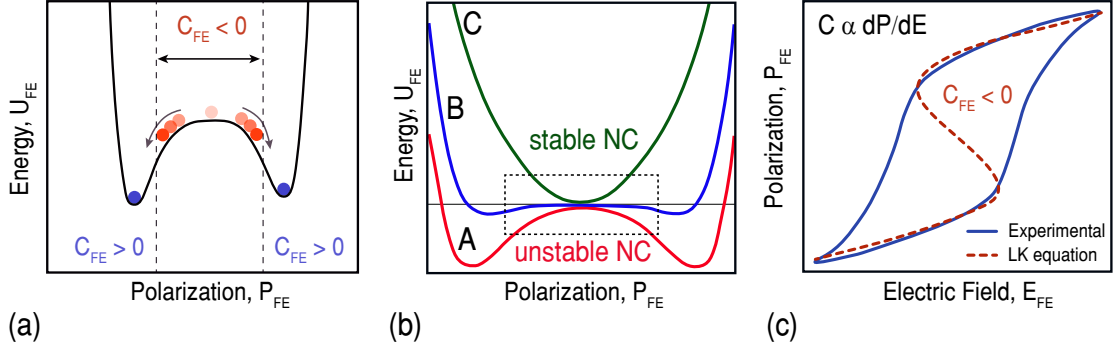 C_FE < 0
C_FE > 0
C_FE > 0
Energy, U_FE
Polarization, P_FE
(a)
C
B
A
stable NC
unstable NC
Energy, U_FE
Polarization, P_FE
(b)
C α dP/dE
C_FE < 0
Experimental
LK equation
Polarization, P_FE
Electric Field, E_FE
(c)